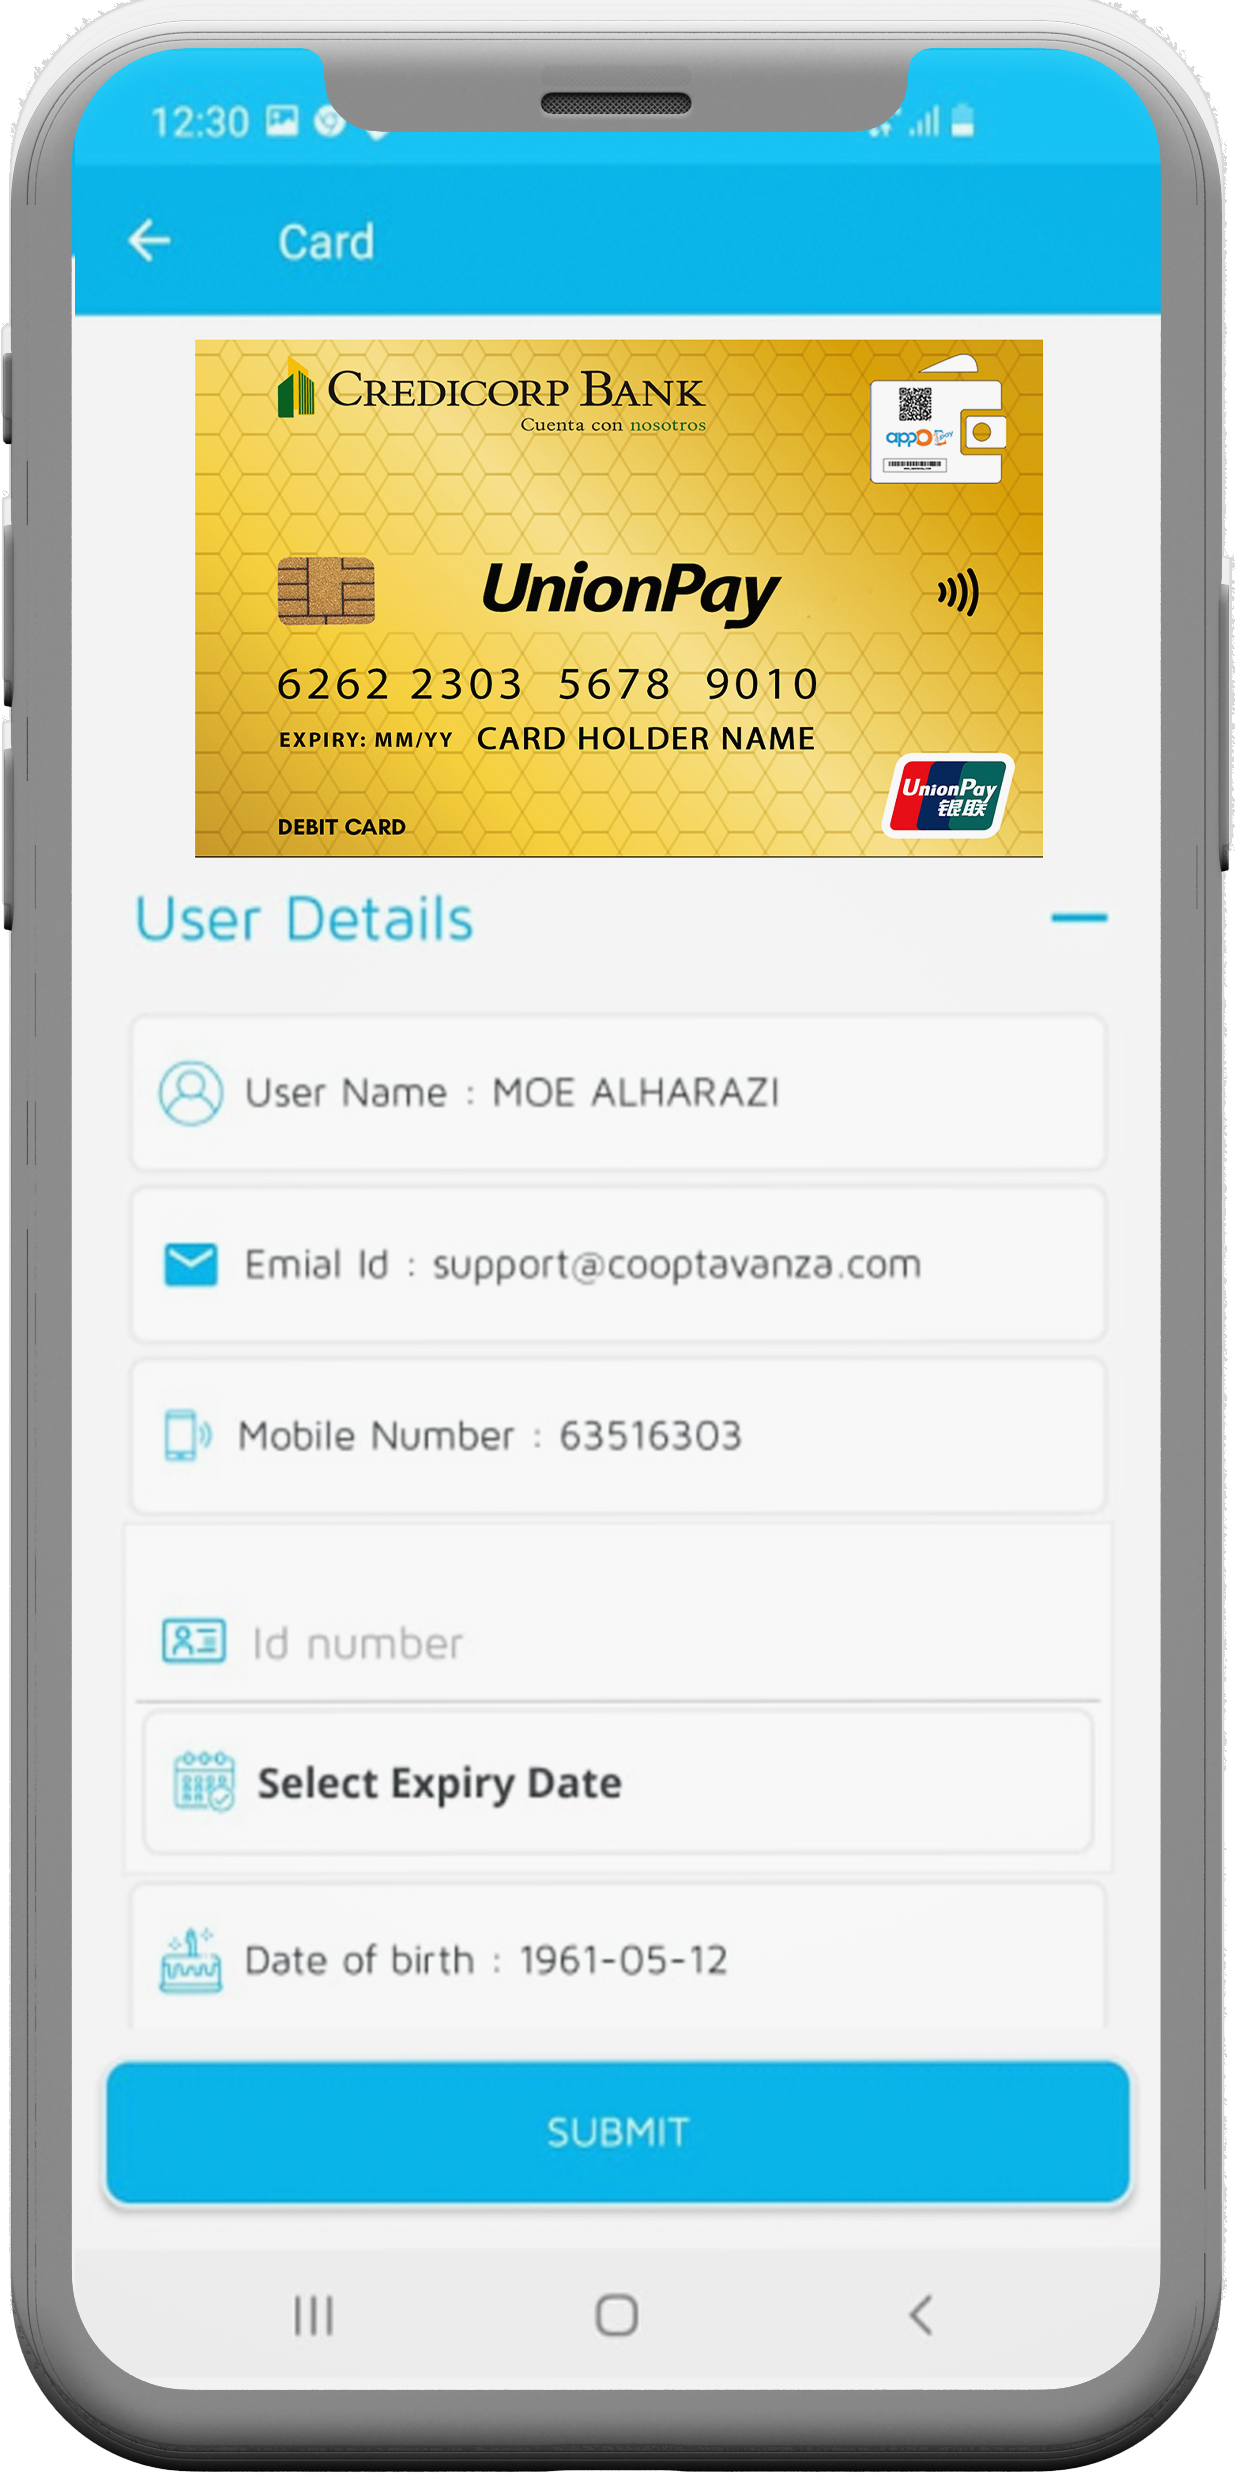 12:30
Card
CREDICORP BANK
Cuenta con nosotros
appO pay
UnionPay
6262 2303 5678 9010
EXPIRY: MM/YY CARD HOLDER NAME
DEBIT CARD
UnionPay
银联
User Details
User Name : MOE ALHARAZI
Emial Id : support@cooptavanza.com
Mobile Number : 63516303
Id number
Select Expiry Date
Date of birth : 1961-05-12
SUBMIT